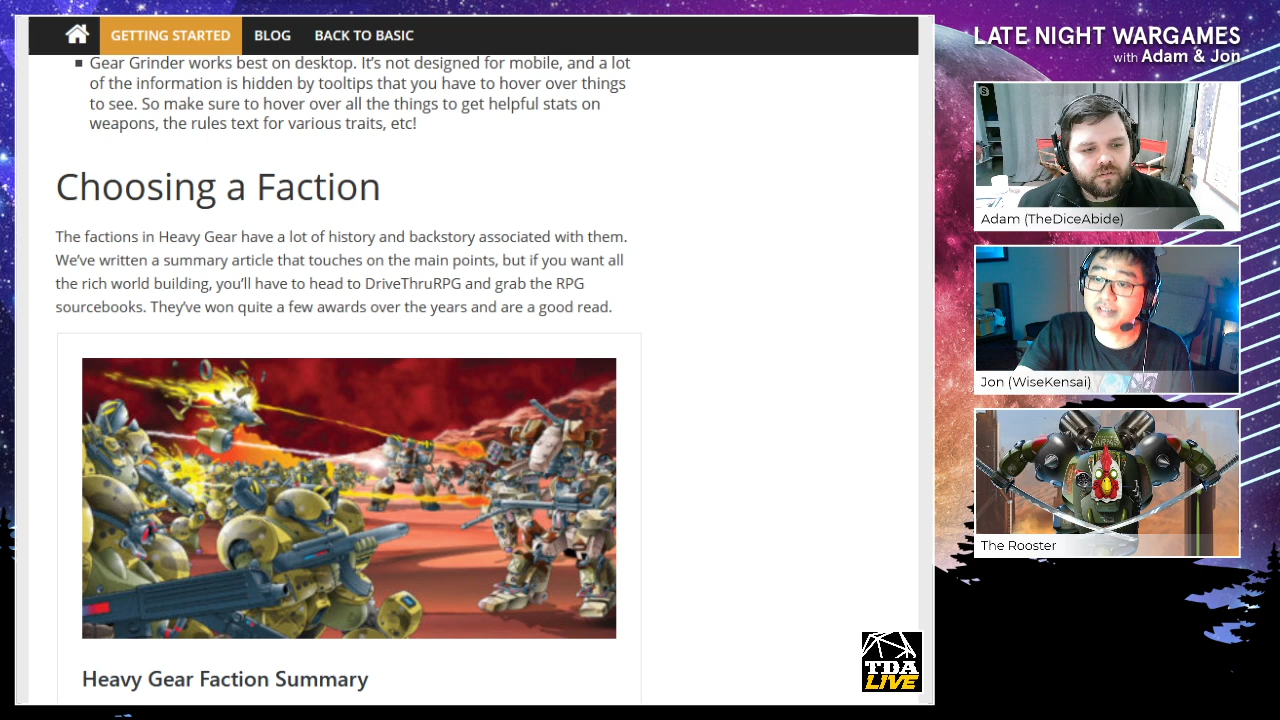 GETTING STARTED BLOG BACK TO BASIC
Gear Grinder works best on desktop. It's not designed for mobile, and a lot
of the information is hidden by tooltips that you have to hover over things
to see. So make sure to hover over all the things to get helpful stats on
weapons, the rules text for various traits, etc!
Choosing a Faction
The factions in Heavy Gear have a lot of history and backstory associated with them.
We've written a summary article that touches on the main points, but if you want all
the rich world building, you'll have to head to DriveThruRPG and grab the RPG
sourcebooks. They've won quite a few awards over the years and are a good read.
Heavy Gear Faction Summary
LATE NIGHT WARGAMES
with Adam & Jon
Adam (TheDiceAbide)
Jon (WiseKensai)
The Rooster
TDA
LIVE